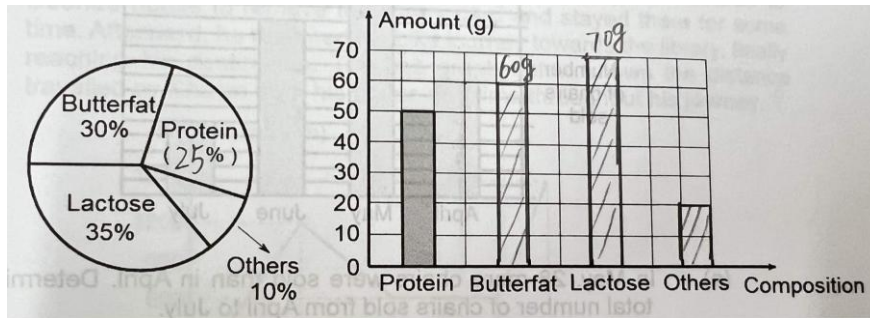 Butterfat
30%
Protein
(25%)
Lactose
35%
Others
10%
Amount (g)
70
60
50
40
30
20
10
0
60g
70g
Protein Butterfat Lactose Others Composition